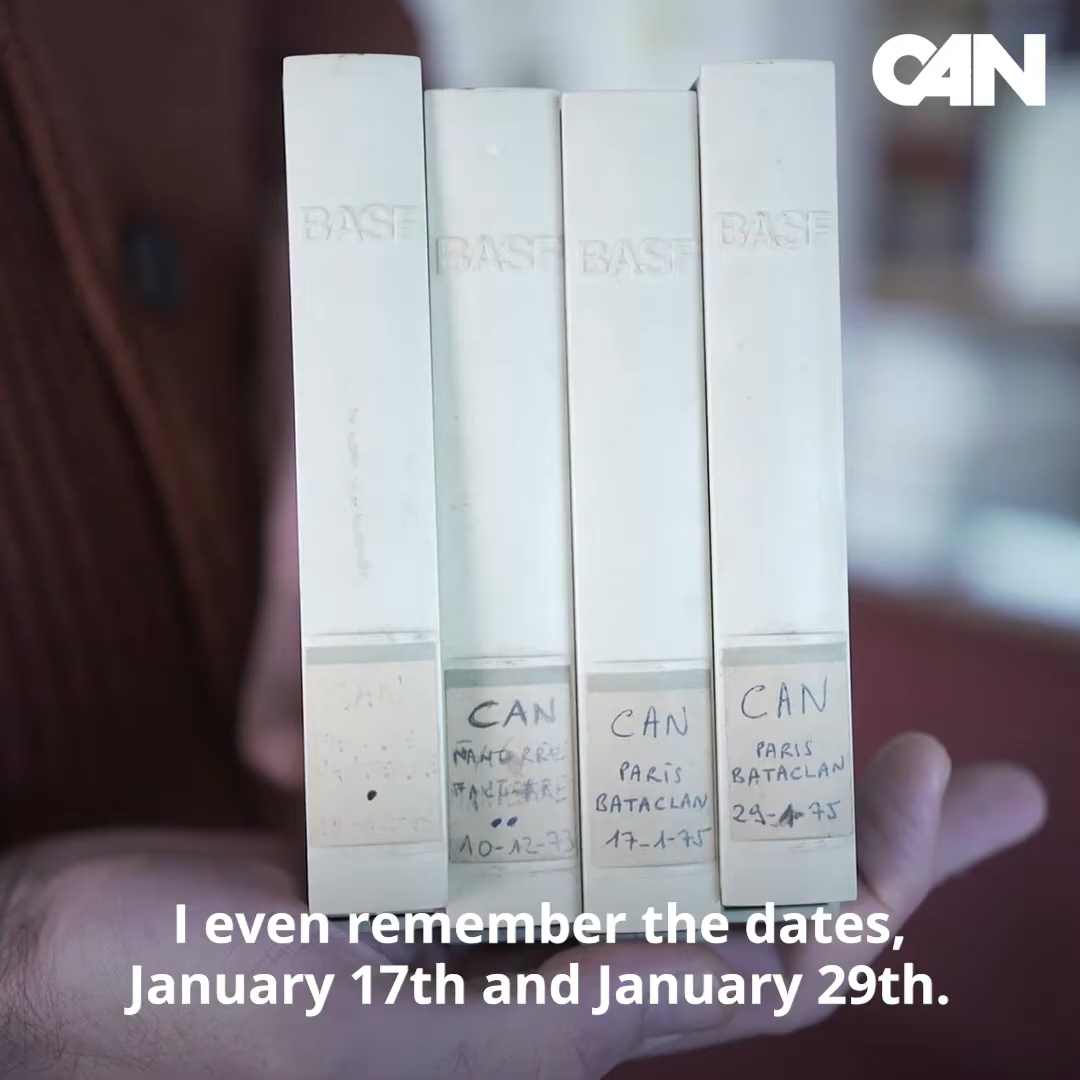 CAN
BASF
BASF
BASF
BASF
CAN
CAN
10-12-73
CAN
PARIS
BATACLAN
17-1-75
CAN
PARIS
BATACLAN
29-1-75
I even remember the dates,
January 17th and January 29th.